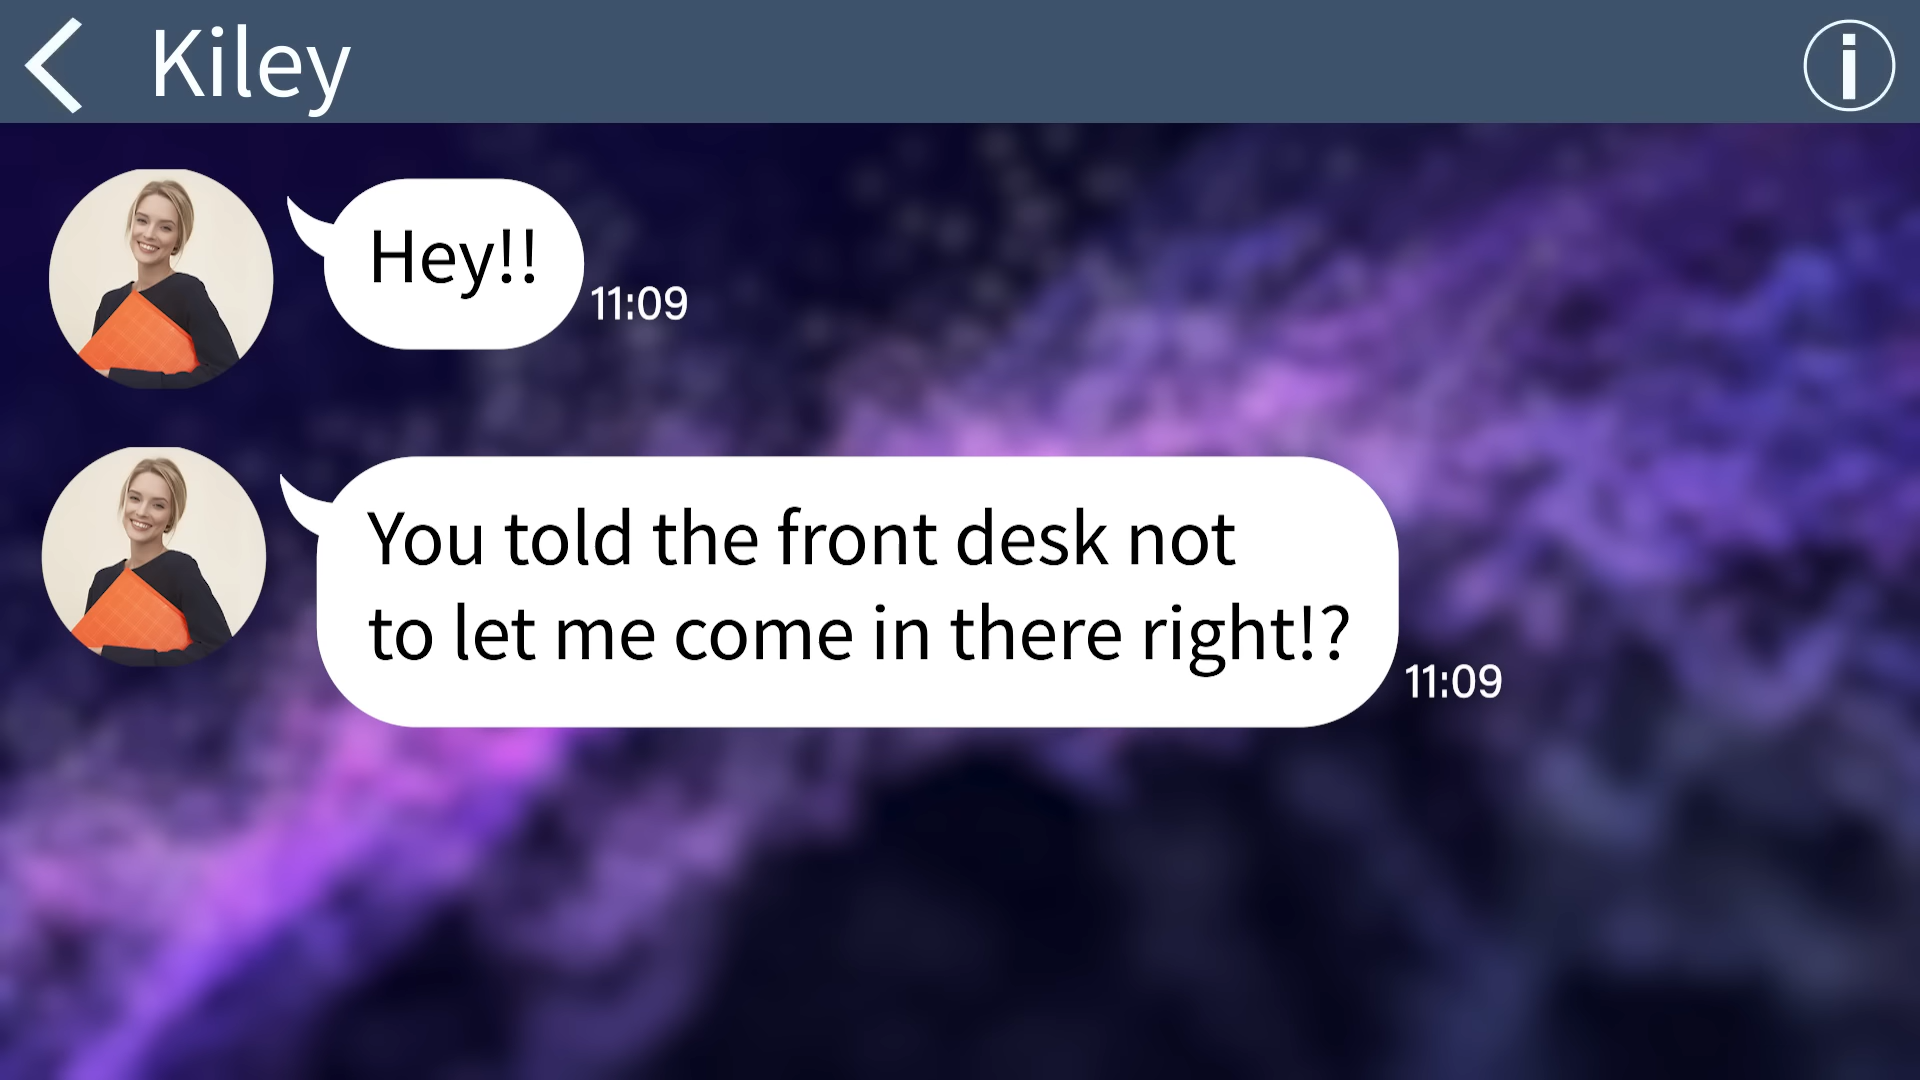 Kiley
Hey!!
11:09
You told the front desk not
to let me come in there right!?
11:09